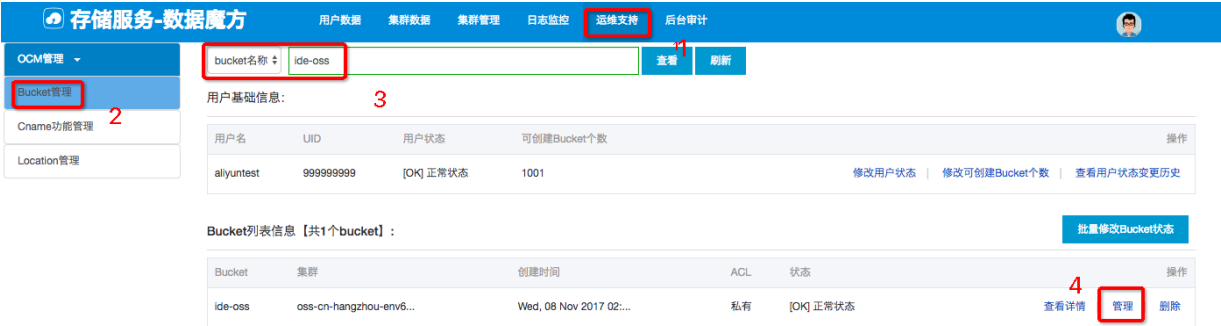 存储服务-数据魔方 用户数据 集群数据 集群管理 日志监控 运维支持 后台审计
OCM管理 bucket名称 ide-oss 查看 刷新 1
Bucket管理 2
用户基础信息: 3
Cname功能管理
用户名 UID 用户状态 可创建Bucket个数 操作
Location管理
aliyuntest 999999999 [OK] 正常状态 1001 修改用户状态 | 修改可创建Bucket个数 | 查看用户状态变更历史
Bucket列表信息【共1个bucket】: 批量修改Bucket状态
Bucket 集群 创建时间 ACL 状态 操作
4
ide-oss oss-cn-hangzhou-env6... Wed, 08 Nov 2017 02:... 私有 [OK] 正常状态 查看详情 管理 删除